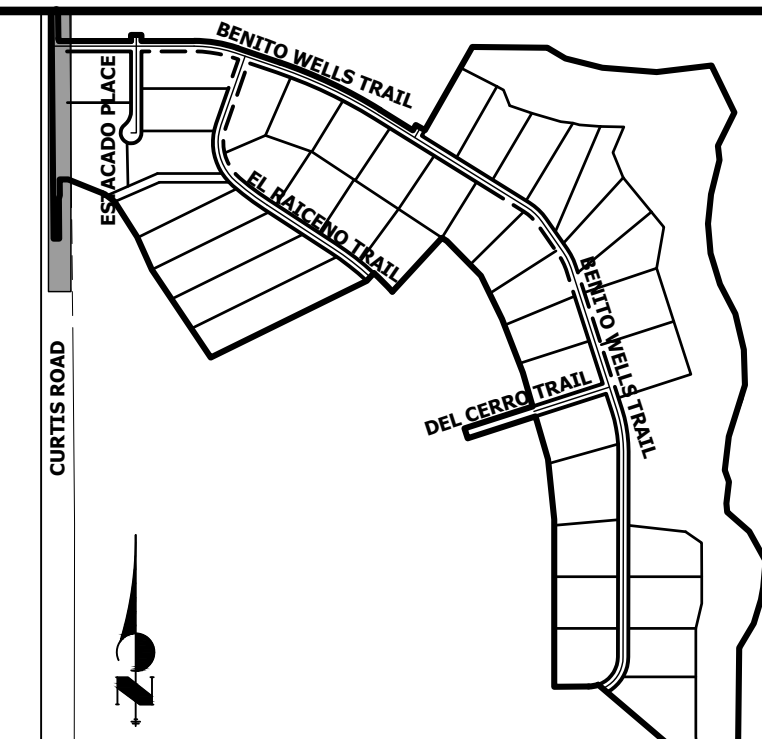 BENITO WELLS TRAIL
ESTACADO PLACE
EL RAICENO TRAIL
BENITO WELLS TRAIL
DEL CERRO TRAIL
CURTIS ROAD
N